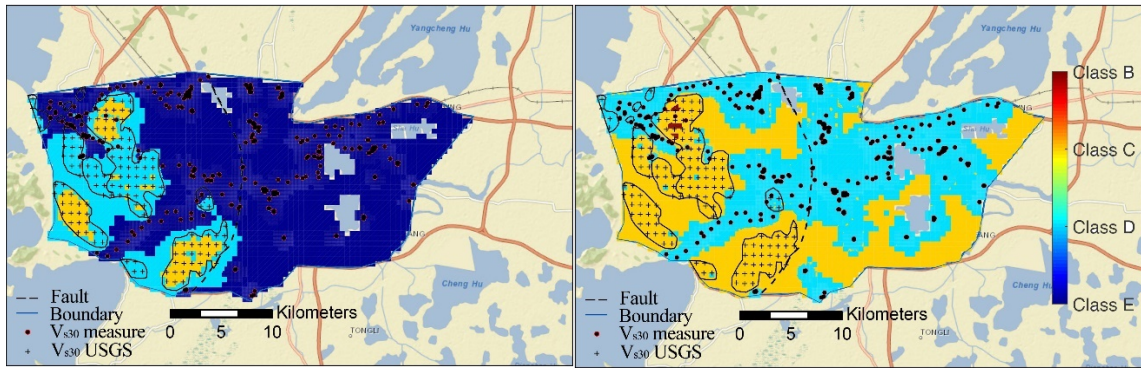 Yangcheng Hu
Fault
Boundary
Vs30 measure
Vs30 USGS
0 5 10
Kilometers
TONGLI
Cheng Hu
Yangcheng Hu
Class B
Class C
Class D
Class E
Fault
Boundary
Vs30 measure
Vs30 USGS
0 5 10
Kilometers
TONGLI
Cheng Hu